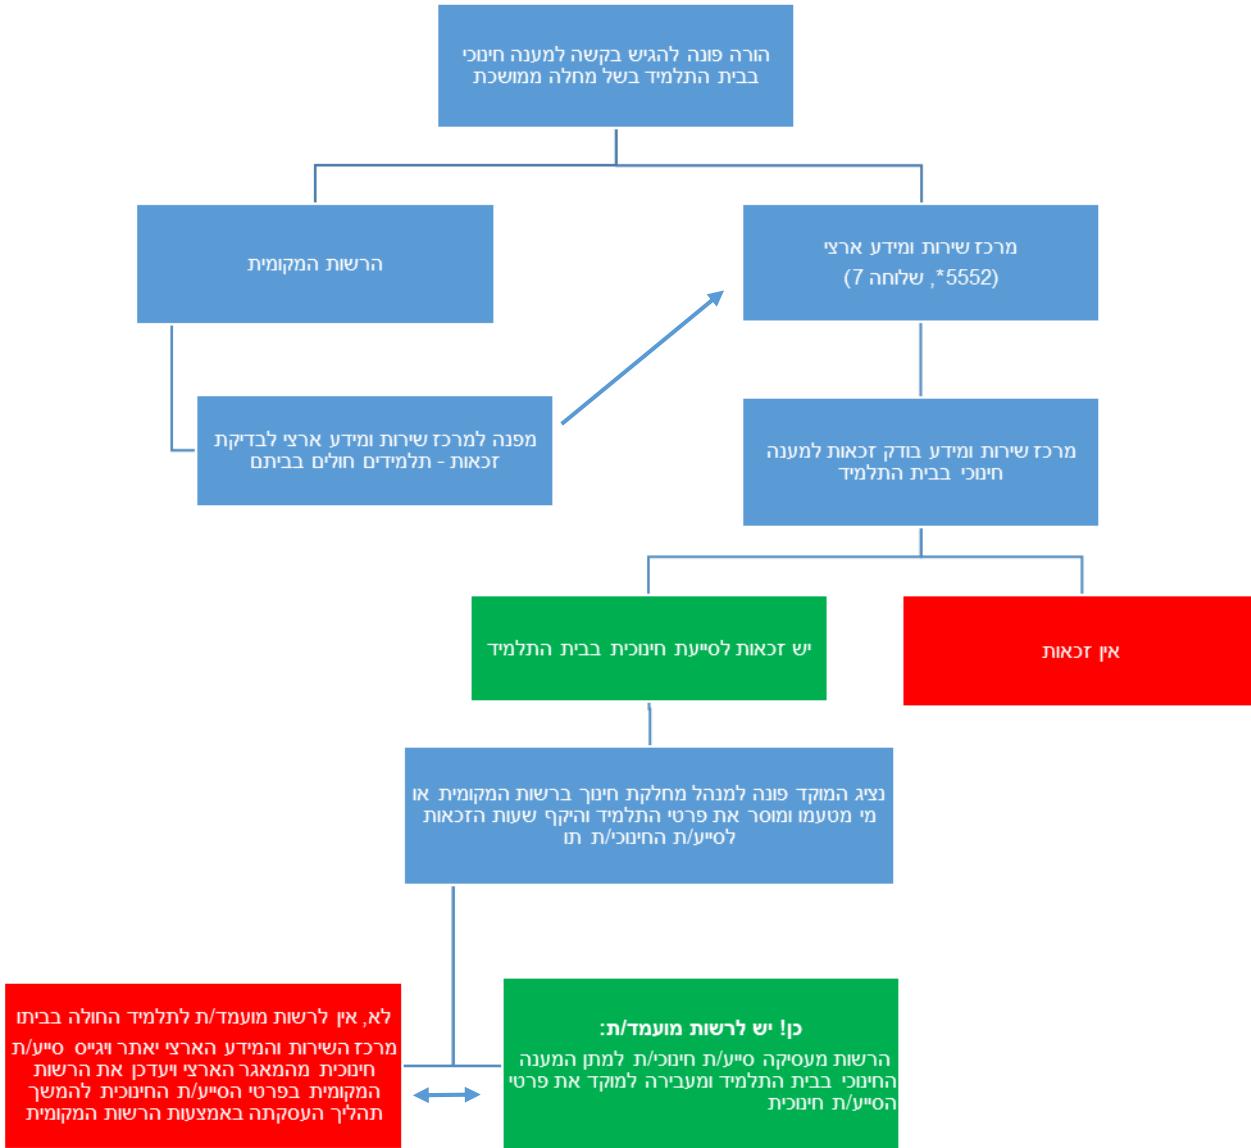 הורה פונה להגיש בקשה למענה חינוכי
בבית התלמיד בשל מחלה ממושכת
מרכז שירות ומידע ארצי
(5552*, שלוחה 7)
הרשות המקומית
מפנה למרכז שירות ומידע ארצי לבדיקת
זכאות - תלמידים חולים בביתם
מרכז שירות ומידע בודק זכאות למענה
חינוכי בבית התלמיד
אין זכאות
יש זכאות לסייעת חינוכית בבית התלמיד
נציג המוקד פונה למנהל מחלקת חינוך ברשות המקומית או
מי מטעמו ומוסר את פרטי התלמיד והיקף שעות הזכאות
לסייע/ת החינוכי/ת תו
כן! יש לרשות מועמד/ת:
הרשות מעסיקה סייע/ת חינוכי/ת למתן המענה
החינוכי בבית התלמיד ומעבירה למוקד את פרטי
הסייע/ת חינוכית
לא, אין לרשות מועמד/ת לתלמיד החולה בביתו
מרכז השירות והמידע הארצי יאתר ויגייס סייע/ת
חינוכית מהמאגר הארצי ויעדכן את הרשות
המקומית בפרטי הסייע/ת החינוכית להמשך
תהליך העסקתה באמצעות הרשות המקומית